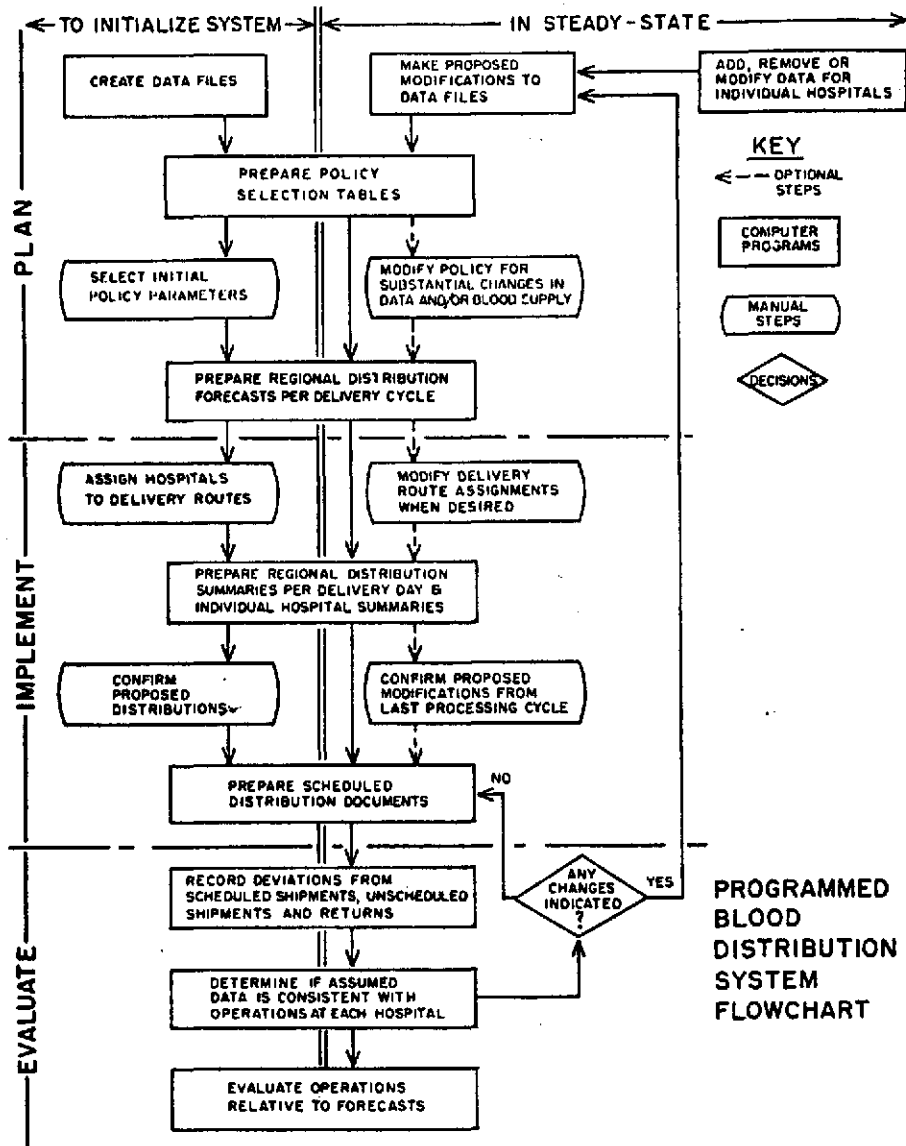 TO INITIALIZE SYSTEM
IN STEADY-STATE
CREATE DATA FILES
MAKE PROPOSED
MODIFICATIONS TO
DATA FILES
ADD, REMOVE OR
MODIFY DATA FOR
INDIVIDUAL HOSPITALS
KEY
OPTIONAL
STEPS
COMPUTER
PROGRAMS
MANUAL
STEPS
DECISIONS
PLAN
PREPARE POLICY
SELECTION TABLES
SELECT INITIAL
POLICY PARAMETERS
MODIFY POLICY FOR
SUBSTANTIAL CHANGES IN
DATA AND/OR BLOOD SUPPLY
PREPARE REGIONAL DISTRIBUTION
FORECASTS PER DELIVERY CYCLE
IMPLEMENT
ASSIGN HOSPITALS
TO DELIVERY ROUTES
MODIFY DELIVERY
ROUTE ASSIGNMENTS
WHEN DESIRED
PREPARE REGIONAL DISTRIBUTION
SUMMARIES PER DELIVERY DAY &
INDIVIDUAL HOSPITAL SUMMARIES
CONFIRM
PROPOSED
DISTRIBUTIONS
CONFIRM PROPOSED
MODIFICATIONS FROM
LAST PROCESSING CYCLE
PREPARE SCHEDULED
DISTRIBUTION DOCUMENTS
NO
EVALUATE
RECORD DEVIATIONS FROM
SCHEDULED SHIPMENTS, UNSCHEDULED
SHIPMENTS AND RETURNS
ANY
CHANGES
INDICATED
?
YES
DETERMINE IF ASSUMED
DATA IS CONSISTENT WITH
OPERATIONS AT EACH HOSPITAL
EVALUATE OPERATIONS
RELATIVE TO FORECASTS
PROGRAMMED
BLOOD
DISTRIBUTION
SYSTEM
FLOWCHART